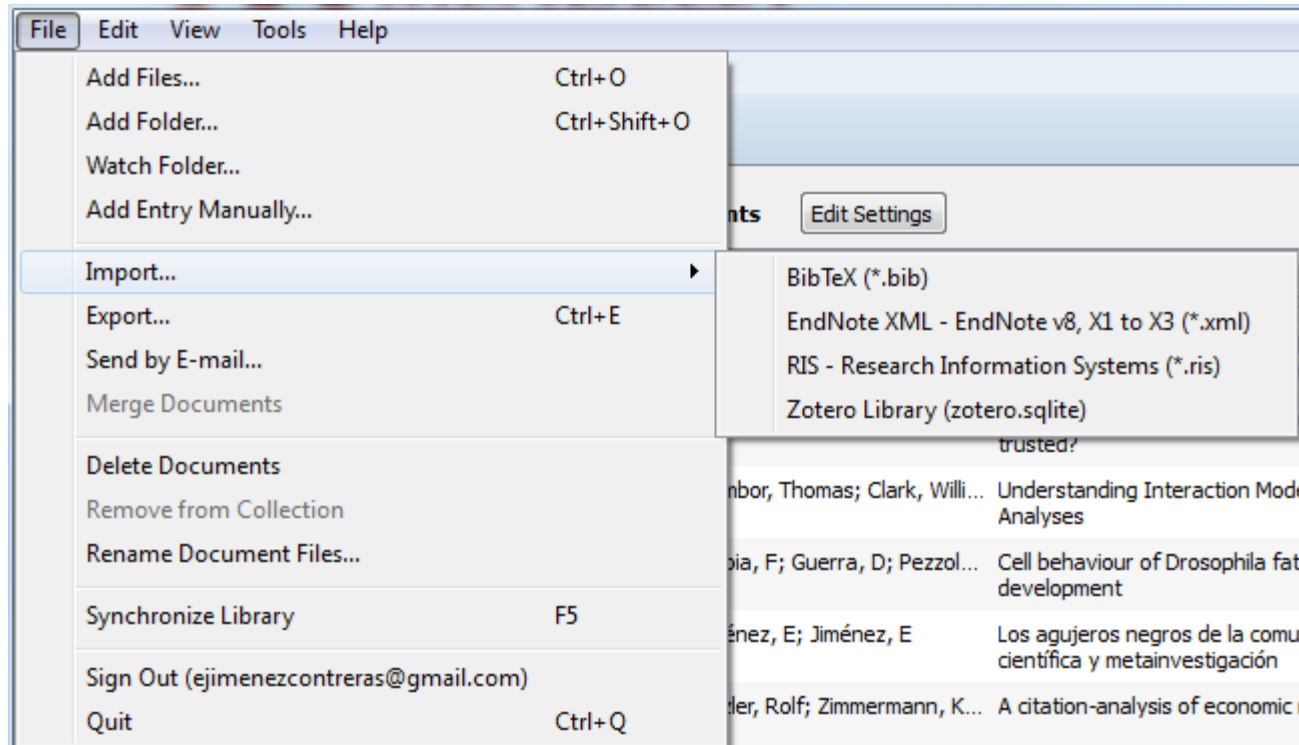 File Edit View Tools Help
Add Files... Ctrl+O
Add Folder... Ctrl+Shift+O
Watch Folder...
Add Entry Manually...
nts Edit Settings
Import...
BibTeX (*.bib)
Export... Ctrl+E
EndNote XML - EndNote v8, X1 to X3 (*.xml)
Send by E-mail...
RIS - Research Information Systems (*.ris)
Merge Documents
Zotero Library (zotero.sqlite)
trusted?
Delete Documents
nbor, Thomas; Clark, Willi... Understanding Interaction Mode
Remove from Collection
Analyses
Rename Document Files...
bia, F; Guerra, D; Pezzol... Cell behaviour of Drosophila fat
development
Synchronize Library F5
énez, E; Jiménez, E Los agujeros negros de la comu
científica y metainvestigación
Sign Out (ejimenezcontreras@gmail.com)
ler, Rolf; Zimmermann, K... A citation-analysis of economic
Quit Ctrl+Q